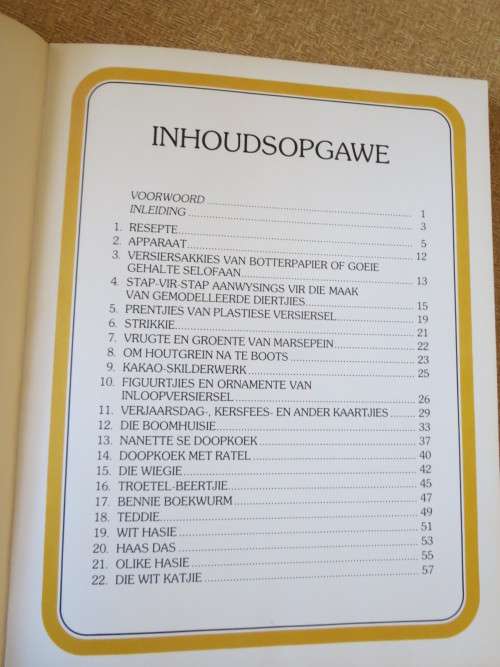 INHOUDSOPGAWE
VOORWOORD 1
INLEIDING 3
1. RESEPTE 5
2. APPARAAT 12
3. VERSIERSAKKIES VAN BOTTERPAPIER OF GOEIE
GEHALTE SELOFAAN 13
4. STAP-VIR-STAP AANWYSINGS VIR DIE MAAK
VAN GEMODELLEERDE DIERTJIES 15
5. PRENTJIES VAN PLASTIESE VERSIERSEL 19
6. STRIKKIE 21
7. VRUGTE EN GROENTE VAN MARSEPEIN 22
8. OM HOUTGREIN NA TE BOOTS 23
9. KAKAO-SKILDERWERK 25
10. FIGUURTJIES EN ORNAMENTE VAN
INLOOPVERSIERSEL 26
11. VERJAARSDAG-, KERSFEES- EN ANDER KAARTJIES 29
12. DIE BOOMHUISIE 33
13. NANETTE SE DOOPKOEK 37
14. DOOPKOEK MET RATEL 40
15. DIE WIEGIE 42
16. TROETEL-BEERTJIE 45
17. BENNIE BOEKWURM 47
18. TEDDIE 49
19. WIT HASIE 51
20. HAAS DAS 53
21. OLIKE HASIE 55
22. DIE WIT KATJIE 57